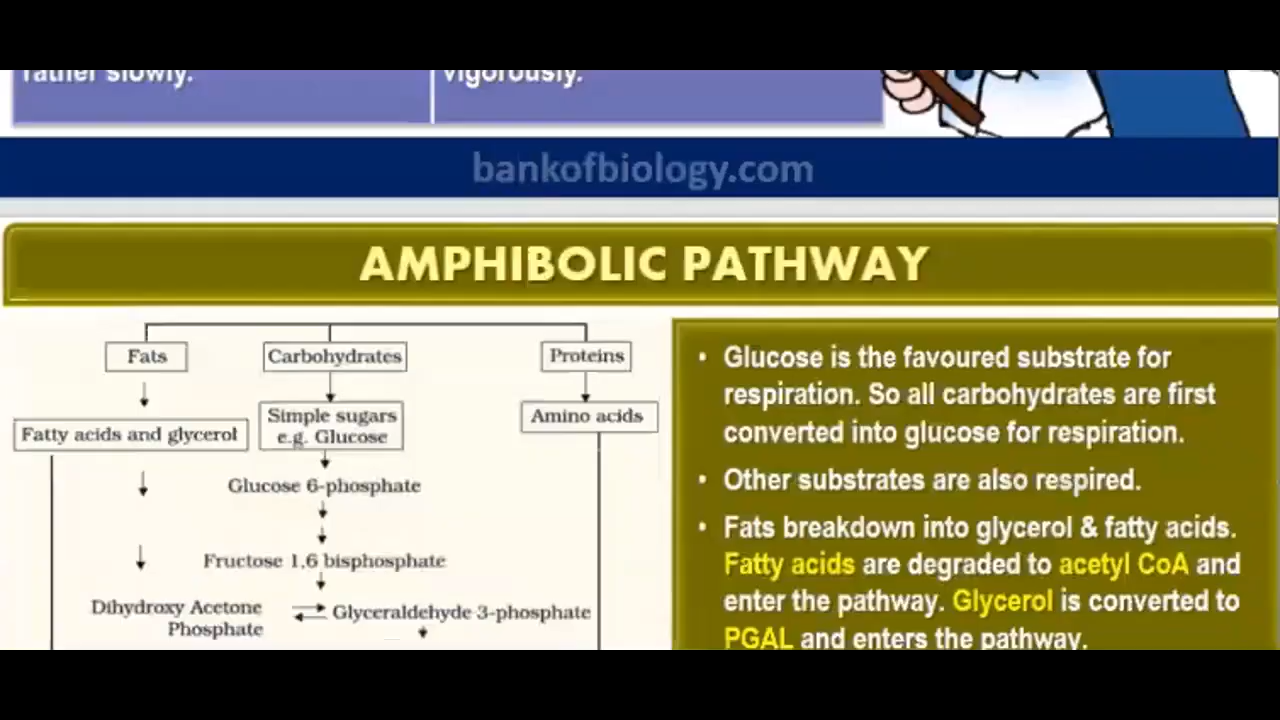 rather slowly.
vigorously.
bankofbiology.com
AMPHIBOLIC PATHWAY
Fats
Carbohydrates
Proteins
Fatty acids and glycerol
Simple sugars
e.g. Glucose
Amino acids
Glucose 6-phosphate
Fructose 1,6 bisphosphate
Dihydroxy Acetone
Phosphate
Glyceraldehyde 3-phosphate
• Glucose is the favoured substrate for
respiration. So all carbohydrates are first
converted into glucose for respiration.
• Other substrates are also respired.
• Fats breakdown into glycerol & fatty acids.
Fatty acids are degraded to acetyl CoA and
enter the pathway. Glycerol is converted to
PGAL and enters the pathway.